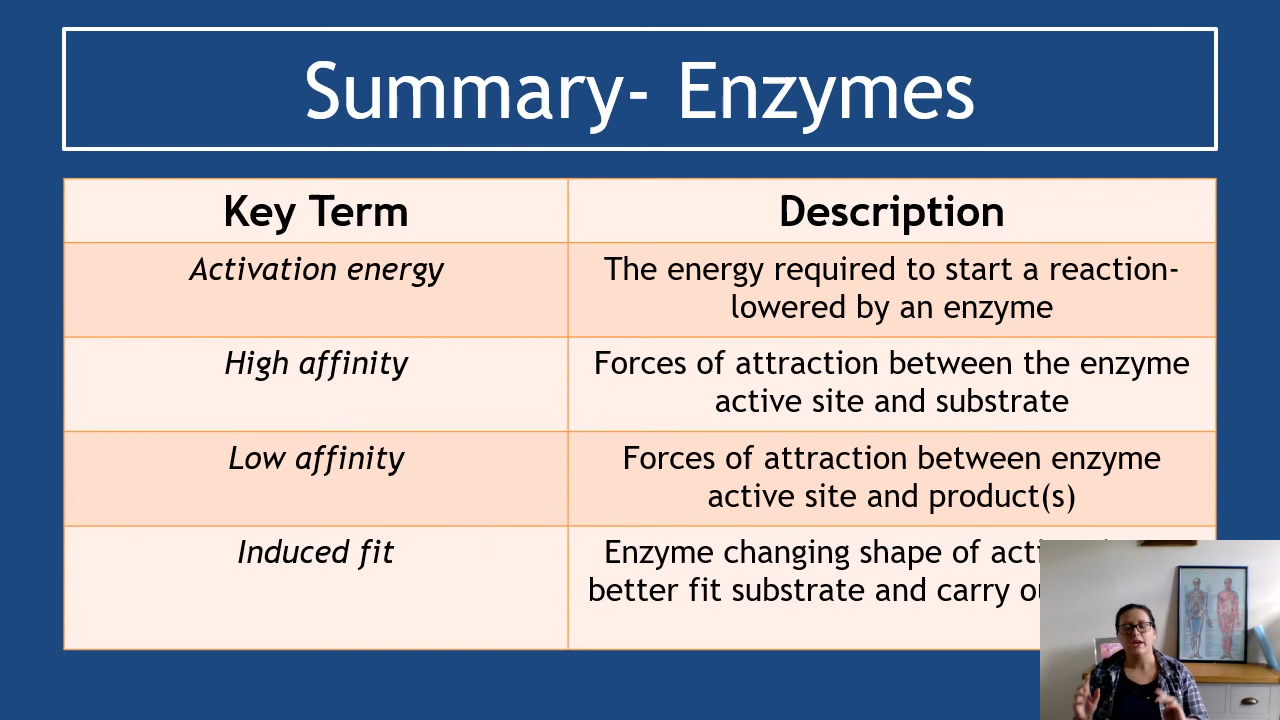 Summary- Enzymes
Key Term
Description
Activation energy
The energy required to start a reaction-
lowered by an enzyme
High affinity
Forces of attraction between the enzyme
active site and substrate
Low affinity
Forces of attraction between enzyme
active site and product(s)
Induced fit
Enzyme changing shape of
better fit substrate and carry